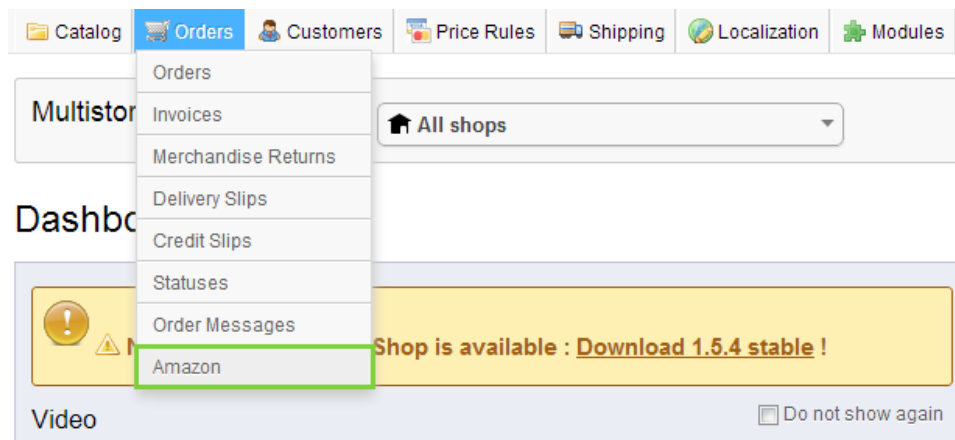 Catalog Orders Customers Price Rules Shipping Localization Modules
Orders
Multistor
Invoices
All shops
Merchandise Returns
Delivery Slips
Dashbo
Credit Slips
Statuses
Order Messages
Shop is available : Download 1.5.4 stable !
Amazon
Video
Do not show again